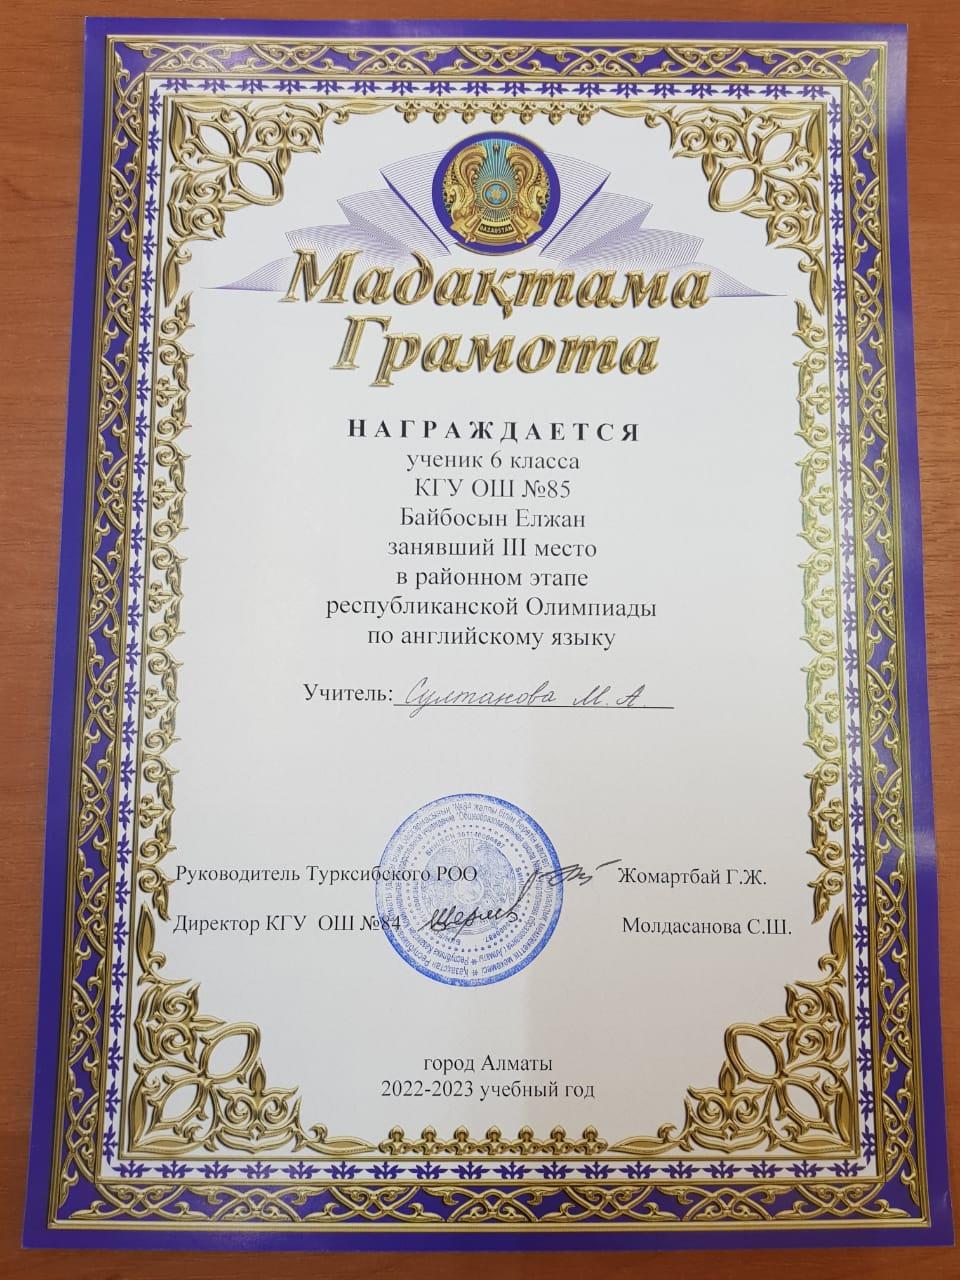 QAZAQSTAN
Мадақтама
Грамота
НАГРАЖДАЕТСЯ
ученик 6 класса
КГУ ОШ №85
Байбосын Елжан
занявший III место
в районном этапе
республиканской Олимпиады
по английскому языку
Учитель: Султанова М. А.
Руководитель Турксибского РОО Жомартбай Г.Ж.
Директор КГУ ОШ №84 Молдасанова С.Ш.
город Алматы
2022-2023 учебный год